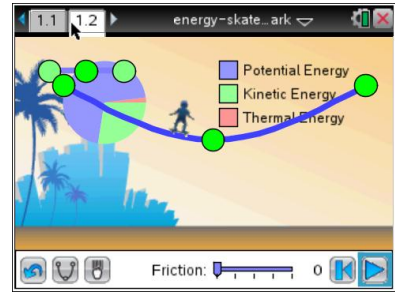 1.1 1.2 energy-skate…ark
Potential Energy
Kinetic Energy
Thermal Energy
Friction: 0